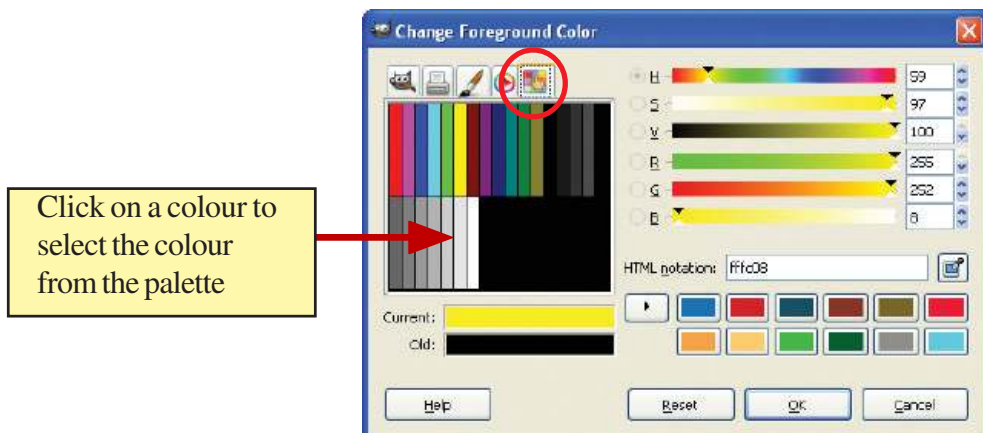 Change Foreground Color
H 59
S 97
V 100
R 255
G 252
B 8
Click on a colour to
select the colour
from the palette
HTML notation: fffc08
Current:
Old:
Help
Reset
OK
Cancel